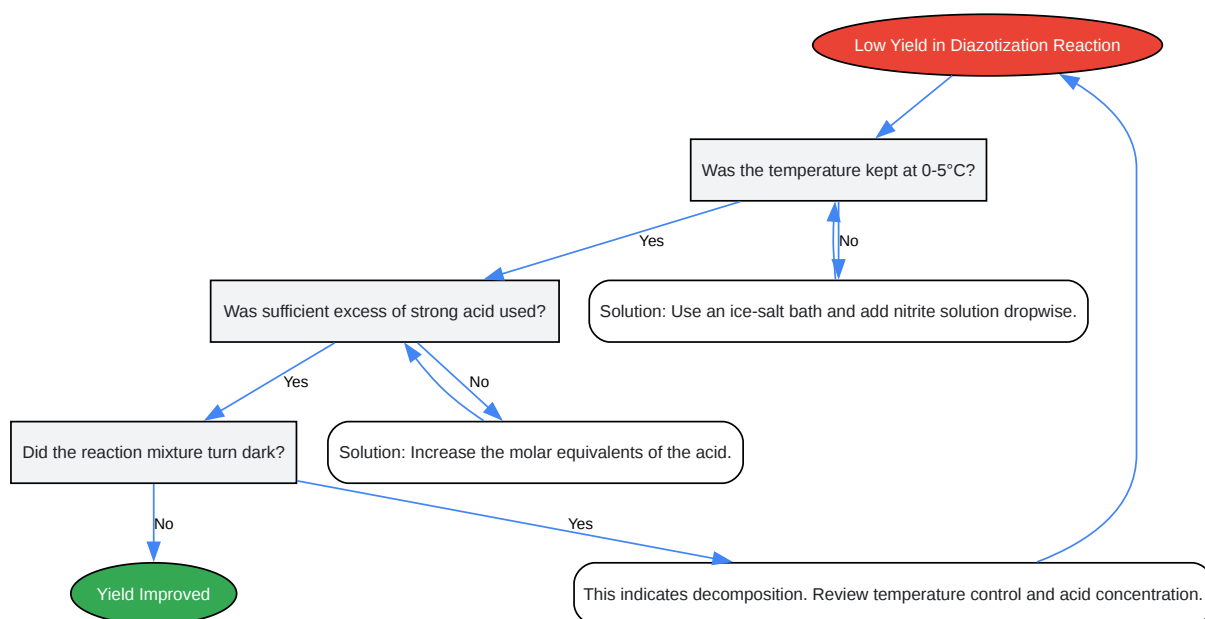 Low Yield in Diazotization Reaction
Was the temperature kept at 0-5°C?
Yes
No
Was sufficient excess of strong acid used?
Solution: Use an ice-salt bath and add nitrite solution dropwise.
Yes
No
Did the reaction mixture turn dark?
Solution: Increase the molar equivalents of the acid.
No
Yes
Yield Improved
This indicates decomposition. Review temperature control and acid concentration.